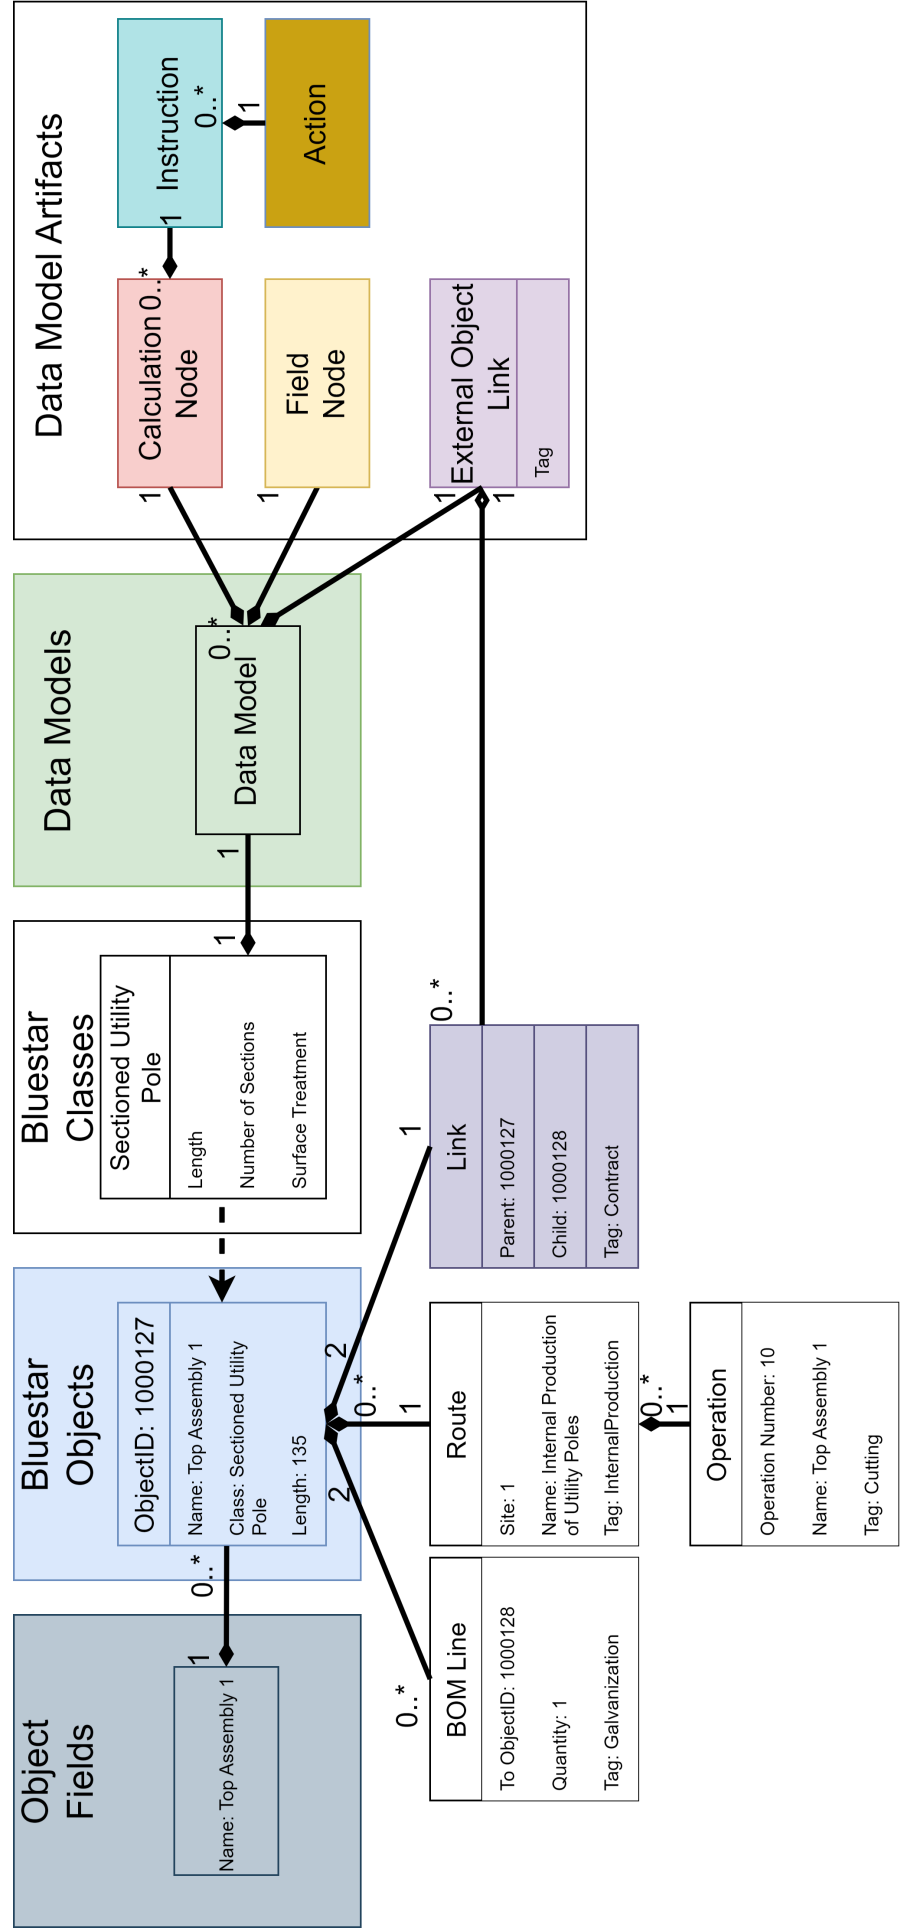 Object
Fields
Name: Top Assembly 1
1
0..*
Bluestar
Objects
ObjectID: 1000127
Name: Top Assembly 1
Class: Sectioned Utility
Pole
Length: 135
2
0..*
2
Bluestar
Classes
Sectioned Utility
Pole
Length
Number of Sections
Surface Treatment
1
1
Data Models
Data Model
0..*
Data Model Artifacts
1
Calculation
Node
0..*
1
Instruction
0..*
1
Action
1
Field
Node
1
1
External Object
Link
Tag
0..*
BOM Line
To ObjectID: 1000128
Quantity: 1
Tag: Galvanization
1
Route
Site: 1
Name: Internal Production
of Utility Poles
Tag: InternalProduction
0..*
1
Operation
Operation Number: 10
Name: Top Assembly 1
Tag: Cutting
1
0..*
Link
Parent: 1000127
Child: 1000128
Tag: Contract